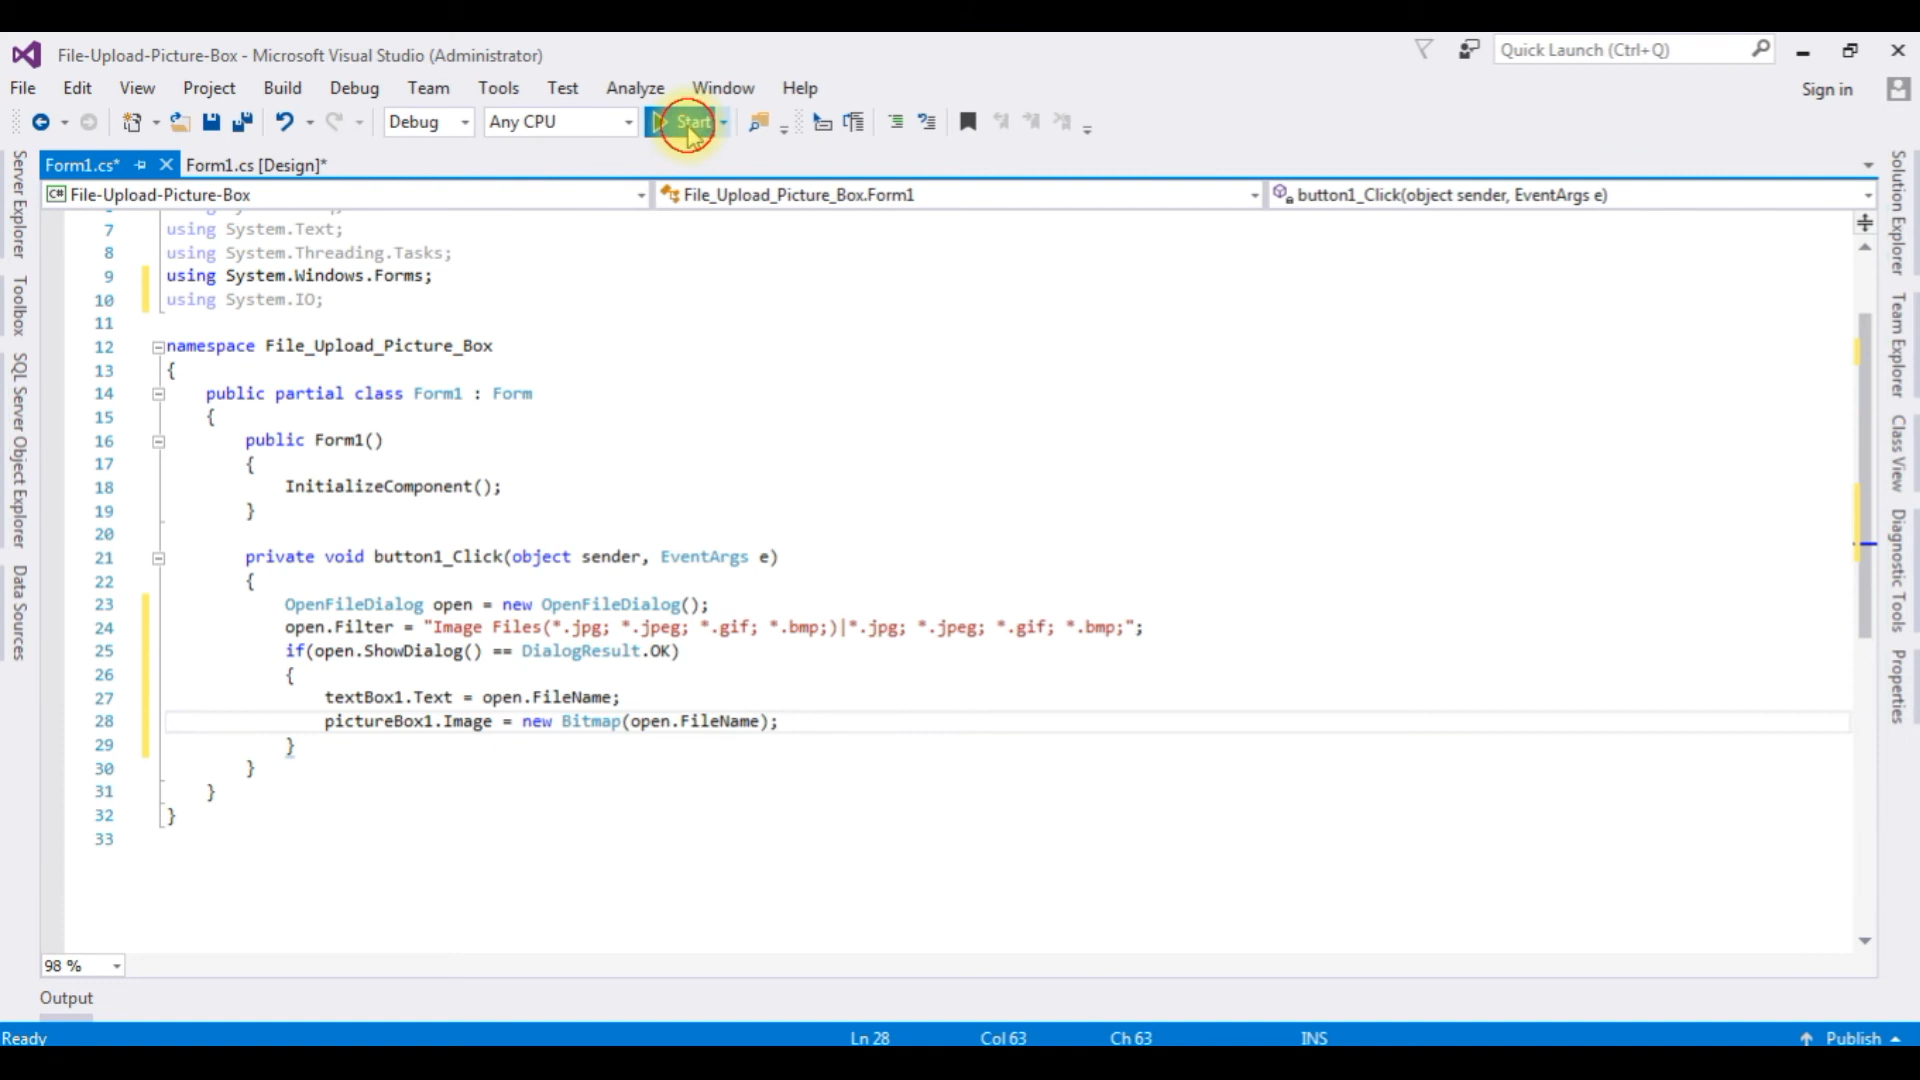 File-Upload-Picture-Box - Microsoft Visual Studio (Administrator)
Quick Launch (Ctrl+Q)
File Edit View Project Build Debug Team Tools Test Analyze Window Help
Sign in
Debug Any CPU Start
Form1.cs* Form1.cs [Design]*
C# File-Upload-Picture-Box File_Upload_Picture_Box.Form1 button1_Click(object sender, EventArgs e)
7 using System.Text;
8 using System.Threading.Tasks;
9 using System.Windows.Forms;
10 using System.IO;
11
12 namespace File_Upload_Picture_Box
13 {
14 public partial class Form1 : Form
15 {
16 public Form1()
17 {
18 InitializeComponent();
19 }
20
21 private void button1_Click(object sender, EventArgs e)
22 {
23 OpenFileDialog open = new OpenFileDialog();
24 open.Filter = "Image Files(*.jpg; *.jpeg; *.gif; *.bmp;)|*.jpg; *.jpeg; *.gif; *.bmp;";
25 if(open.ShowDialog() == DialogResult.OK)
26 {
27 textBox1.Text = open.FileName;
28 pictureBox1.Image = new Bitmap(open.FileName);
29 }
30 }
31 }
32 }
33
Server Explorer
Toolbox
SQL Server Object Explorer
Data Sources
Solution Explorer
Team Explorer
Class View
Diagnostic Tools
Properties
98 %
Output
Ready Ln 28 Col 63 Ch 63 INS Publish